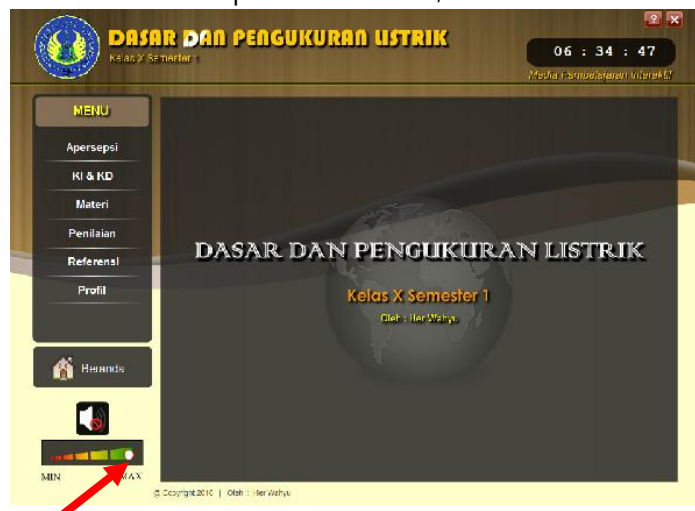 DASAR DAN PENGUKURAN LISTRIK
Kelas X Semester 1
06 : 34 : 47
Media Pembelajaran Interaktif
MENU
Apersepsi
KI & KD
Materi
Penilaian
Referensi
Profil
DASAR DAN PENGUKURAN LISTRIK
Kelas X Semester 1
Oleh : Her Wahyu
Beranda
MIN MAX
© Copyright 2016 | Oleh : Her Wahyu